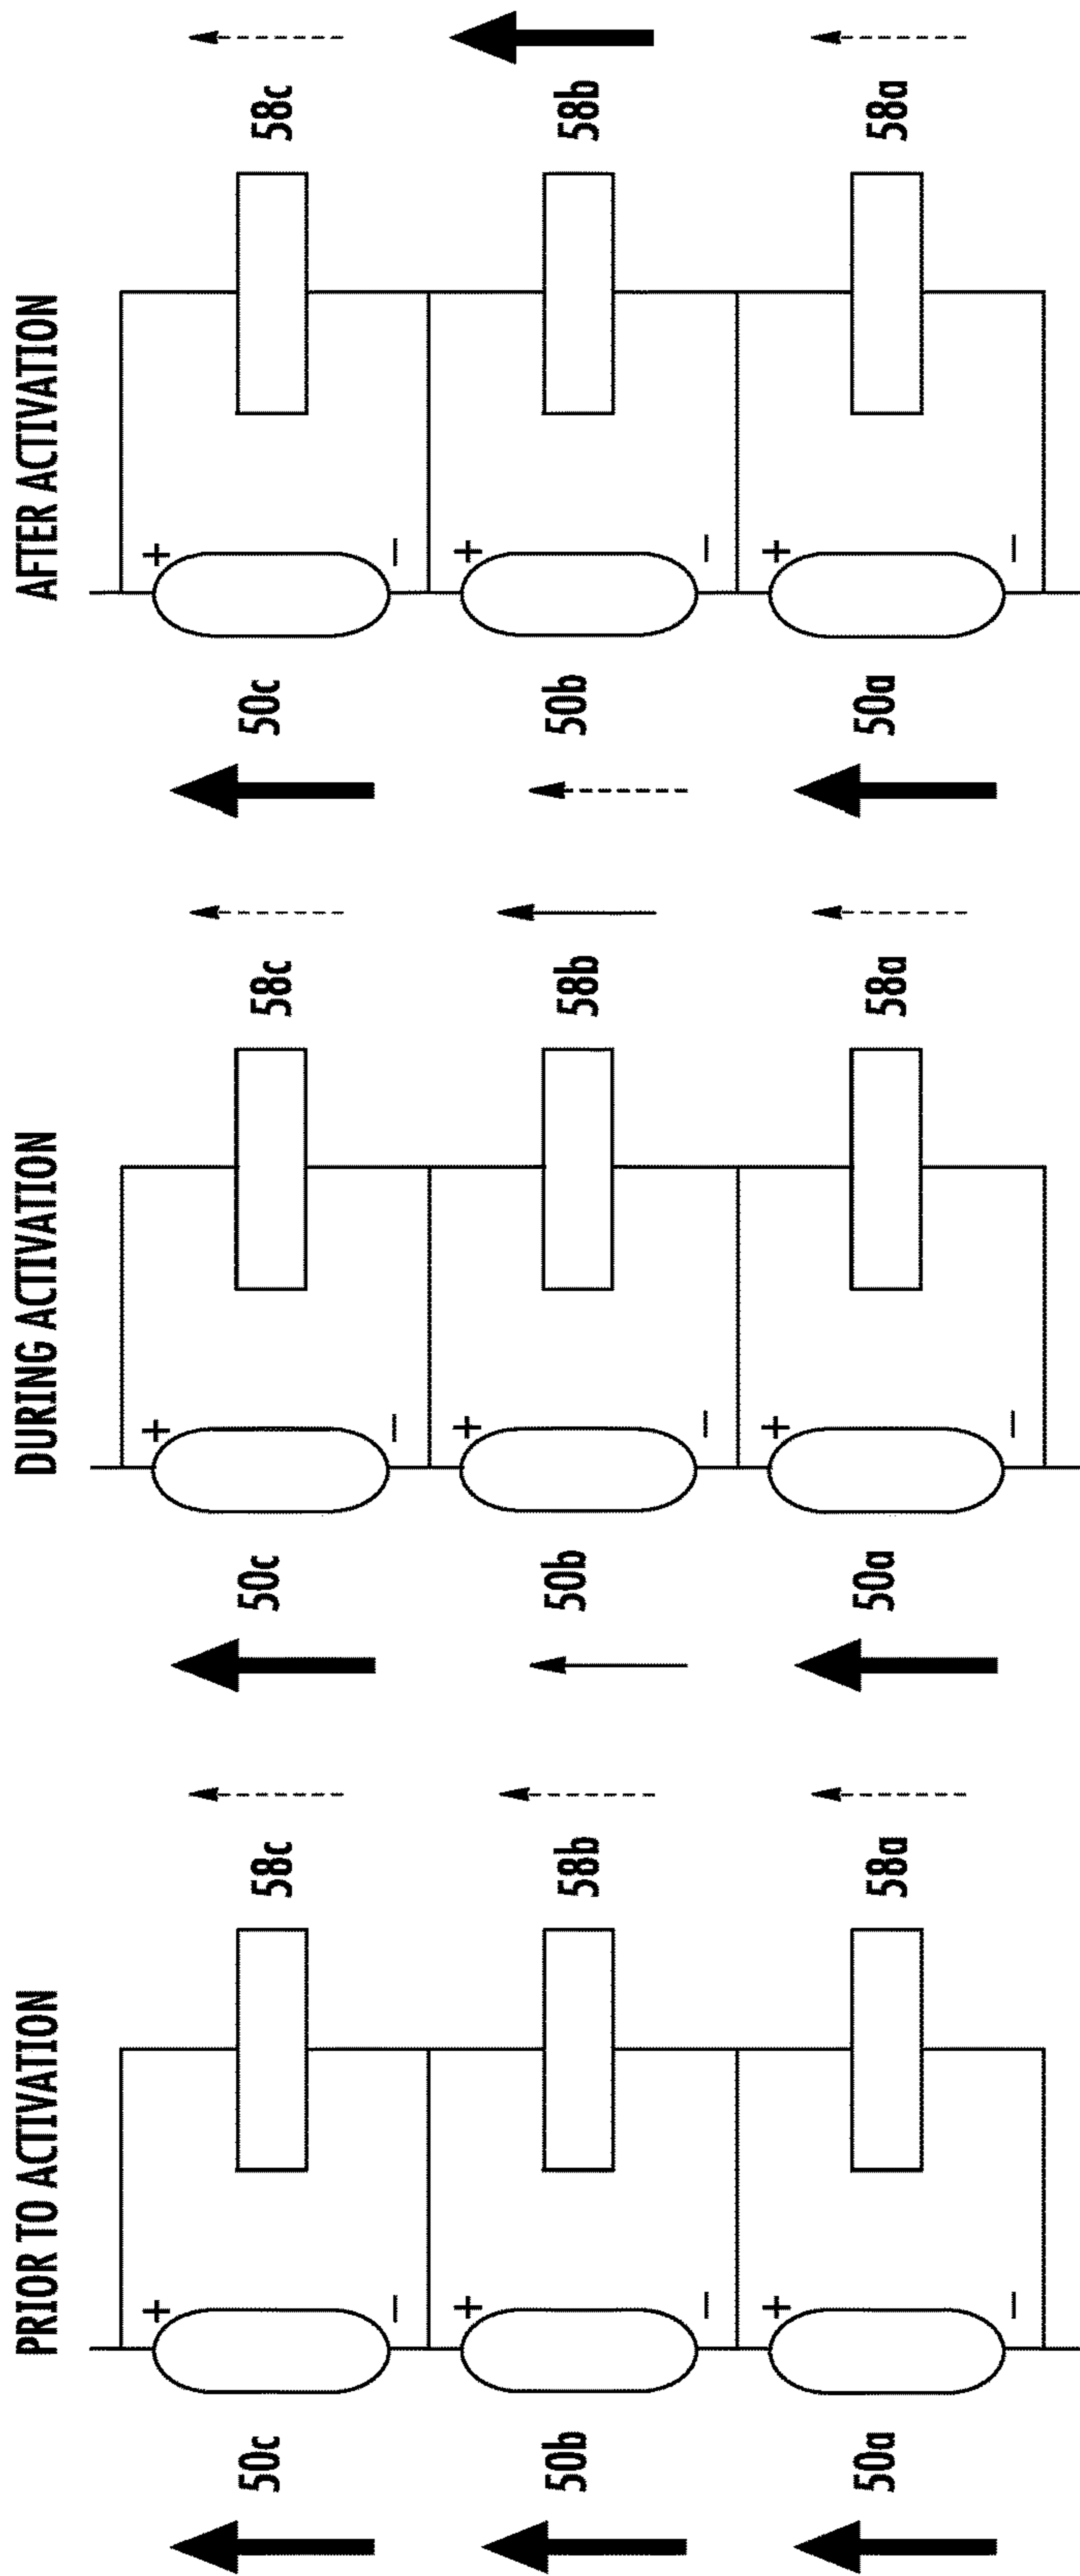 PRIOR TO ACTIVATION
+
50c
58c
−
+
50b
58b
−
+
50a
58a
−
DURING ACTIVATION
+
50c
58c
−
+
50b
58b
−
+
50a
58a
−
AFTER ACTIVATION
+
50c
58c
−
+
50b
58b
−
+
50a
58a
−